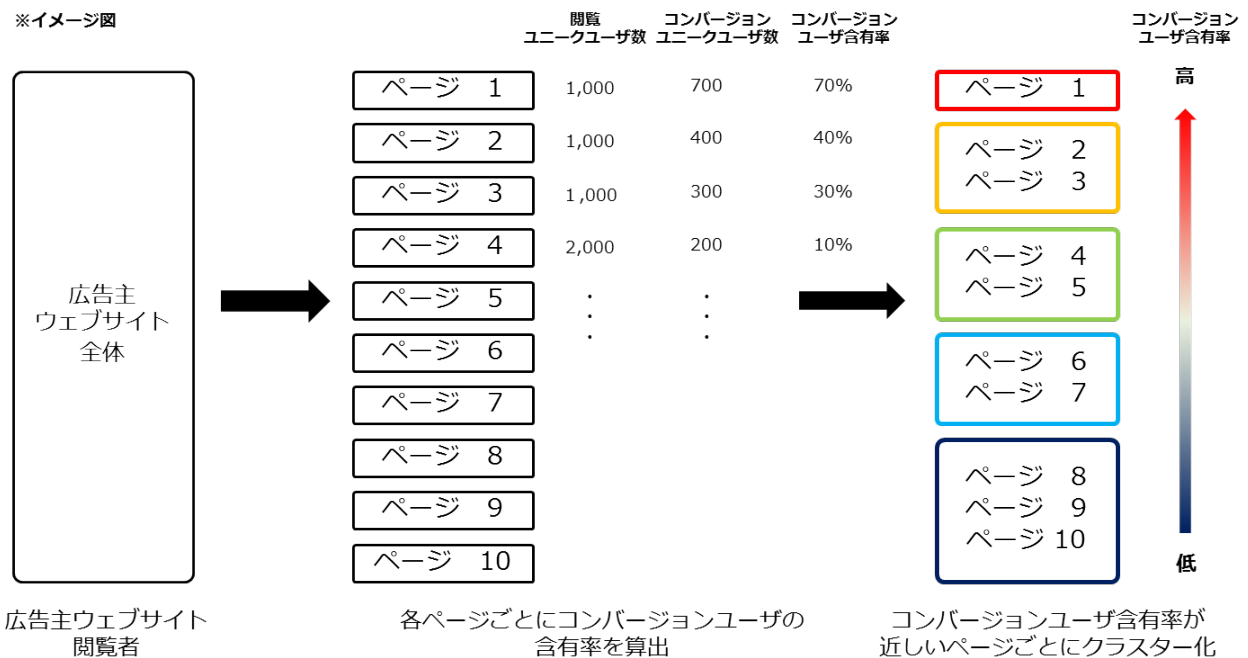 ※イメージ図
閲覧
ユニークユーザ数
コンバージョン
ユニークユーザ数
コンバージョン
ユーザ含有率
コンバージョン
ユーザ含有率
広告主
ウェブサイト
全体
ページ 1 1,000 700 70%
ページ 2 1,000 400 40%
ページ 3 1,000 300 30%
ページ 4 2,000 200 10%
ページ 5
ページ 6
ページ 7
ページ 8
ページ 9
ページ 10
ページ 1
ページ 2
ページ 3
ページ 4
ページ 5
ページ 6
ページ 7
ページ 8
ページ 9
ページ 10
高
低
広告主ウェブサイト
閲覧者
各ページごとにコンバージョンユーザの
含有率を算出
コンバージョンユーザ含有率が
近しいページごとにクラスター化